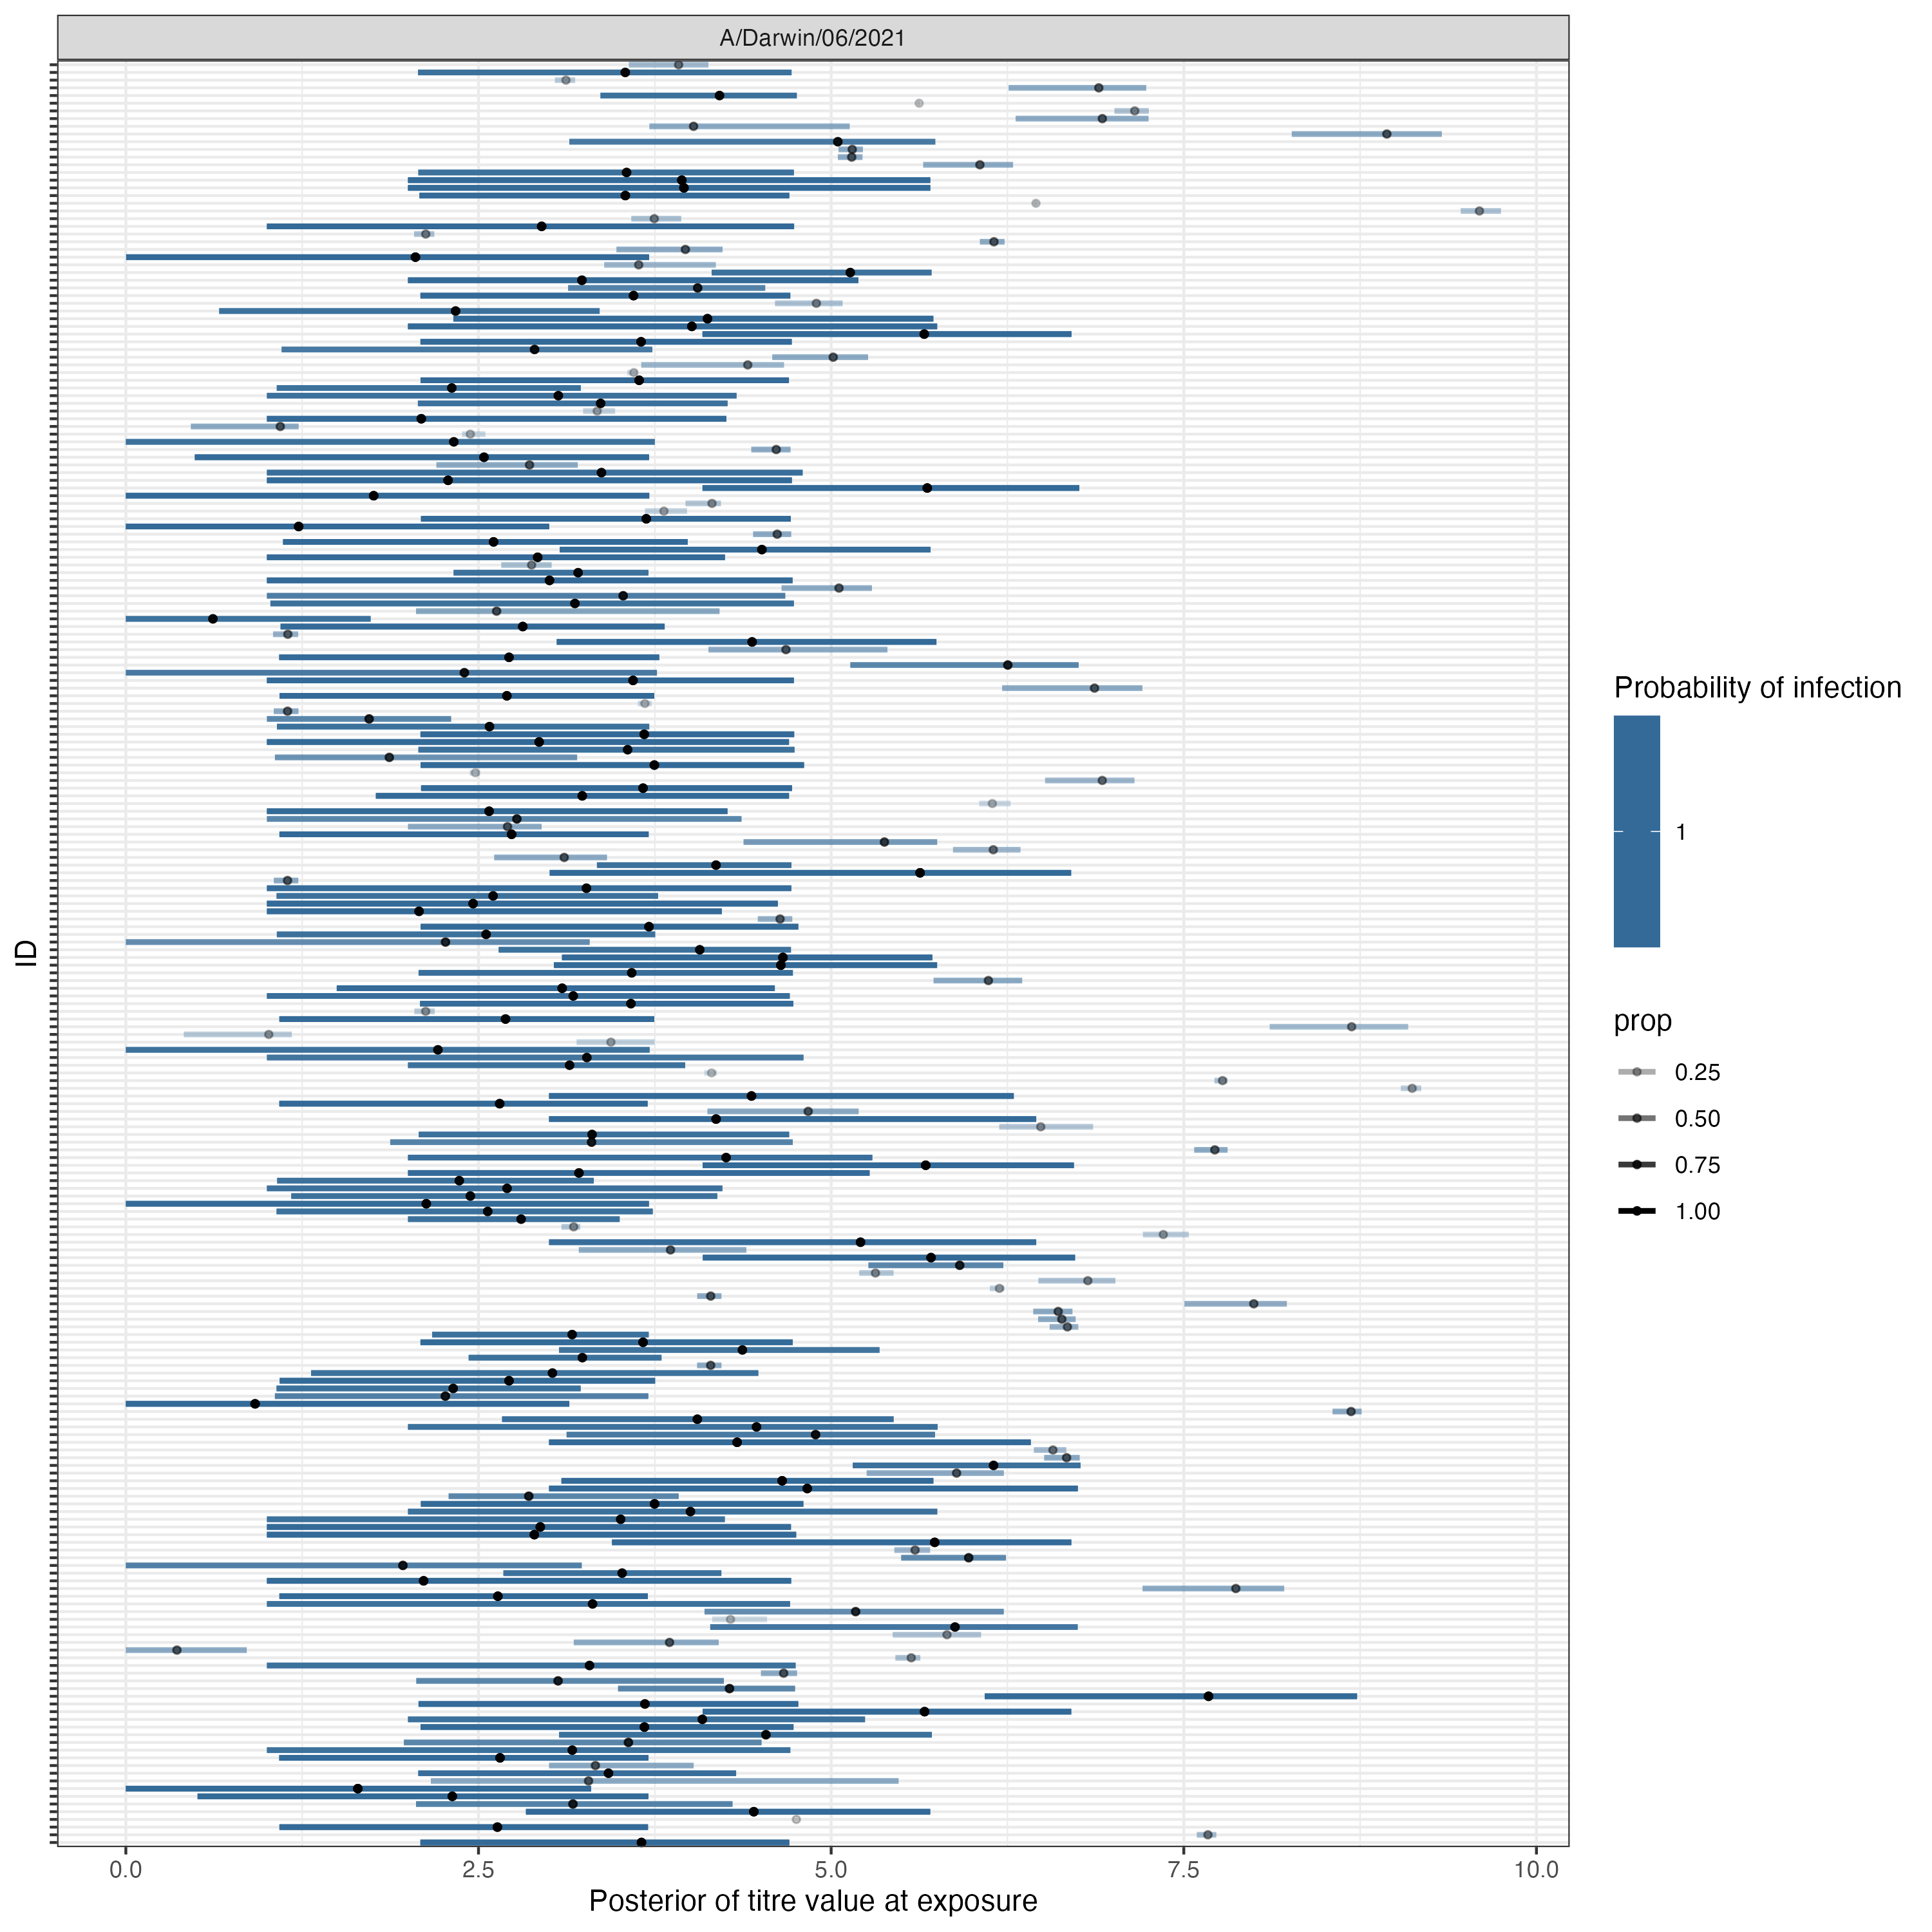 A/Darwin/06/2021
ID
0.0
2.5
5.0
7.5
10.0
Posterior of titre value at exposure
Probability of infection
1
prop
0.25
0.50
0.75
1.00